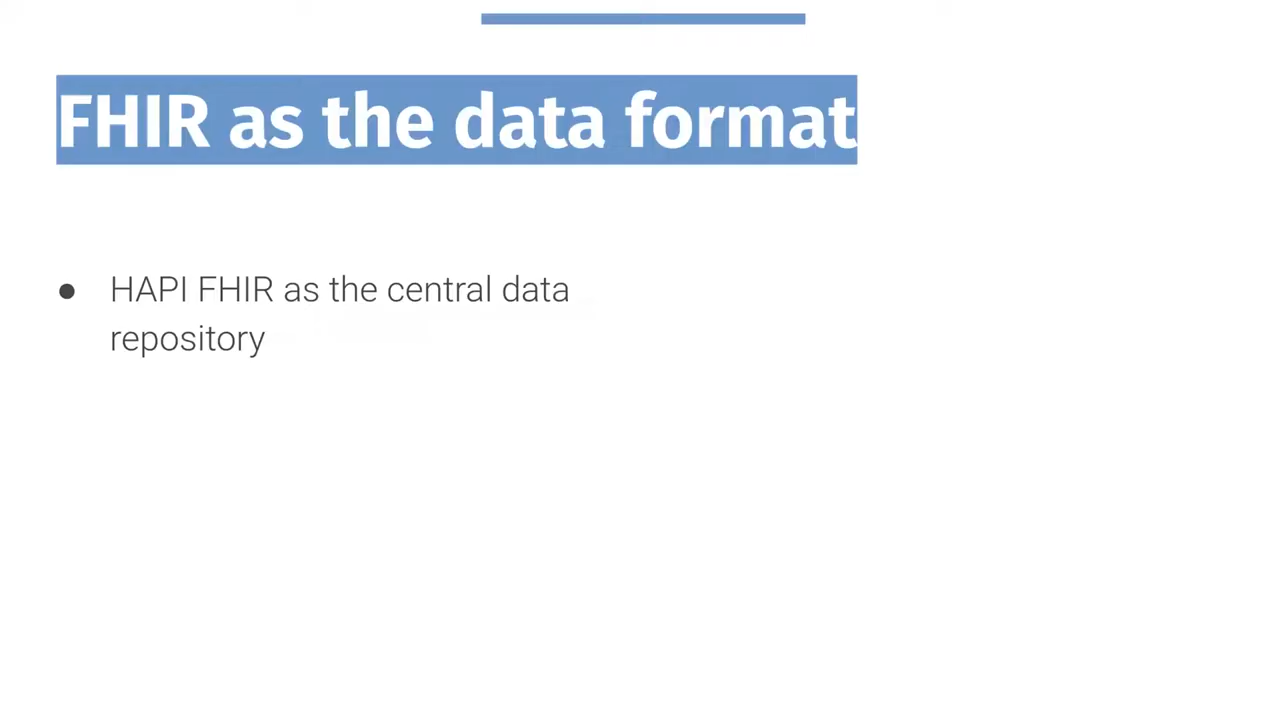 FHIR as the data format
● HAPI FHIR as the central data
repository